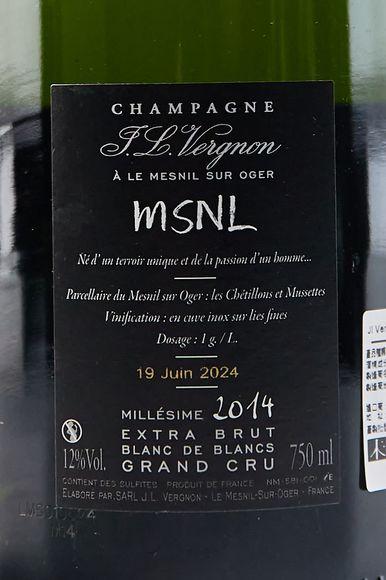 CHAMPAGNE
J.L. Vergnon
À LE MESNIL SUR OGER
MSNL
Né d'un terroir unique et de la passion d'un homme...
Parcellaire du Mesnil sur Oger : les Chétillons et Mussettes
Vinification : en cuve inox sur lies fines
Dosage : 1 g. / L.
19 Juin 2024
MILLÉSIME 2014
EXTRA BRUT
BLANC DE BLANCS
12%Vol. GRAND CRU 750 ml
CONTIENT DES SULFITES PRODUIT DE FRANCE
ELABORÉ PAR SARL J.L. VERGNON - LE MESNIL-SUR-OGER - FRANCE